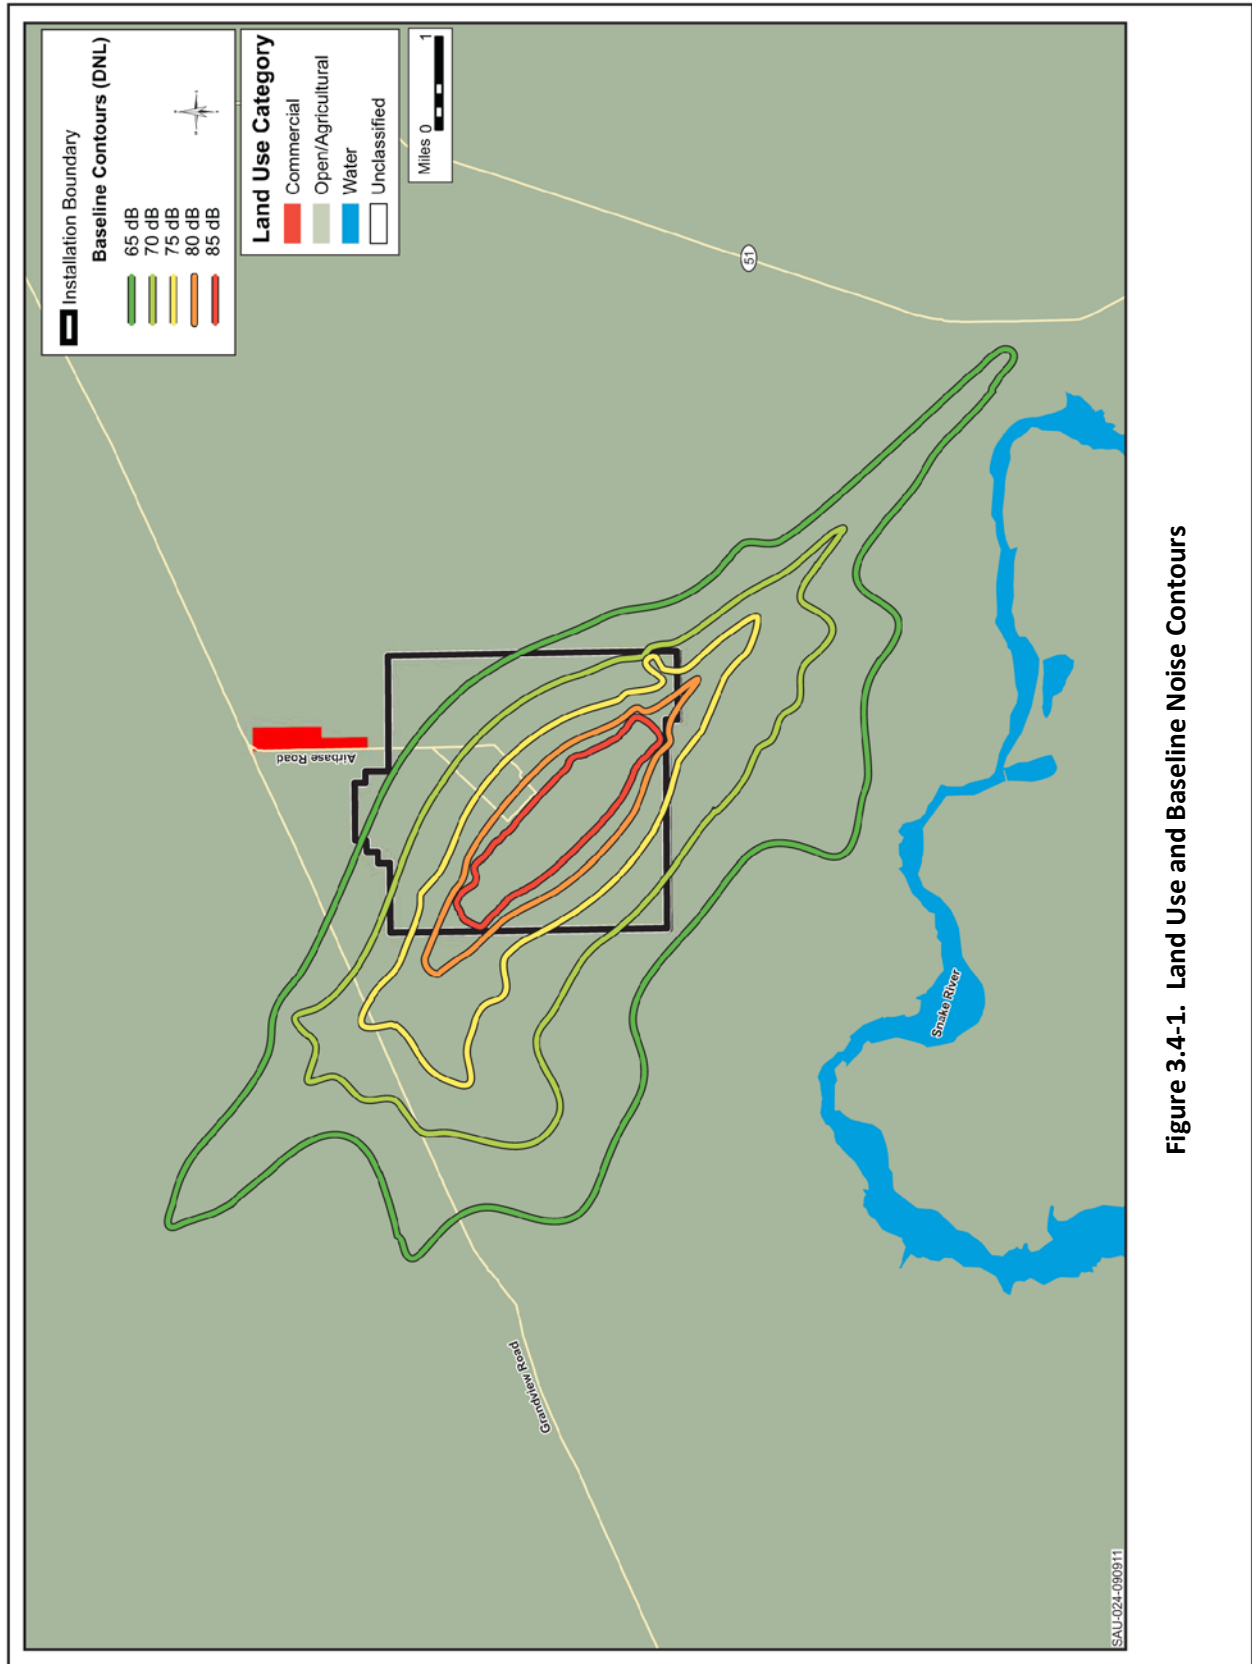 Installation Boundary
Baseline Contours (DNL)
65 dB
70 dB
75 dB
80 dB
85 dB
Land Use Category
Commercial
Open/Agricultural
Water
Unclassified
Miles 0 1
51
Airbase Road
Grandview Road
Snake River
SAU-024-090911
Figure 3.4-1. Land Use and Baseline Noise Contours